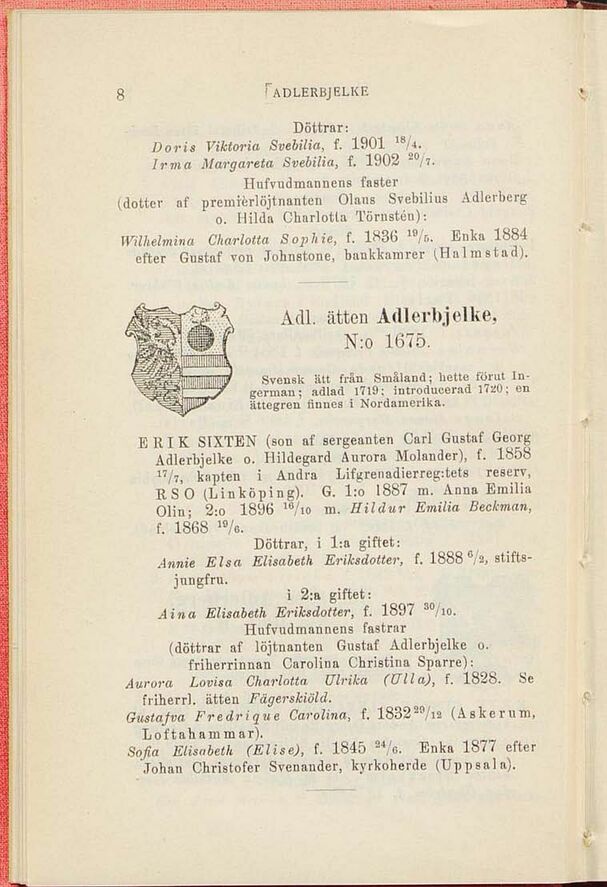 8 ADLERBJELKE
Döttrar:
Doris Viktoria Svebilia, f. 1901 18/4.
Irma Margareta Svebilia, f. 1902 20/7.
Hufvudmannens faster
(dotter af premiérlöjtnanten Olaus Svebilius Adlerberg
o. Hilda Charlotta Törnstén):
Wilhelmina Charlotta Sophie, f. 1836 19/5. Enka 1884
efter Gustaf von Johnstone, bankkamrer (Halmstad).
Adl. ätten Adlerbjelke,
N:o 1675.
Svensk ätt från Småland; hette förut In-
german; adlad 1719; introducerad 1720; en
ättegren finnes i Nordamerika.
ERIK SIXTEN (son af sergeanten Carl Gustaf Georg
Adlerbjelke o. Hildegard Aurora Molander), f. 1858
17/7, kapten i Andra Lifgrenadierreg:tets reserv,
RSO (Linköping). G. 1:o 1887 m. Anna Emilia
Olin; 2:o 1896 16/10 m. Hildur Emilia Beckman,
f. 1868 19/6.
Döttrar, i 1:a giftet:
Annie Elsa Elisabeth Eriksdotter, f. 1888 6/2, stifts-
jungfru.
i 2:a giftet:
Aina Elisabeth Eriksdotter, f. 1897 30/10.
Hufvudmannens fastrar
(döttrar af löjtnanten Gustaf Adlerbjelke o.
friherrinnan Carolina Christina Sparre):
Aurora Lovisa Charlotta Ulrika (Ulla), f. 1828. Se
friherrl. ätten Fägerskiöld.
Gustafva Fredrique Carolina, f. 1832 29/12 (Askerum,
Loftahammar).
Sofia Elisabeth (Elise), f. 1845 24/6. Enka 1877 efter
Johan Christofer Svenander, kyrkoherde (Uppsala).